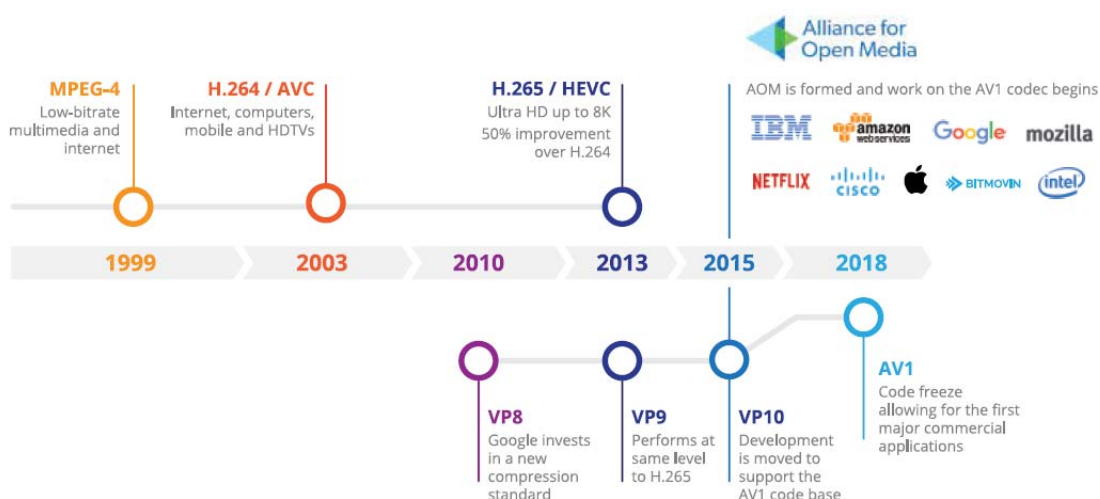 Alliance for
Open Media
MPEG-4
Low-bitrate
multimedia and
internet
H.264 / AVC
Internet, computers,
mobile and HDTVs
H.265 / HEVC
Ultra HD up to 8K
50% improvement
over H.264
AOM is formed and work on the AV1 codec begins
IBM
amazon
webservices
Google
mozilla
NETFLIX
CISCO
BITMOVIN
intel
1999
2003
2010
2013
2015
2018
VP8
Google invests
in a new
compression
standard
VP9
Performs at
same level
to H.265
VP10
Development
is moved to
support the
AV1 code base
AV1
Code freeze
allowing for the first
major commercial
applications